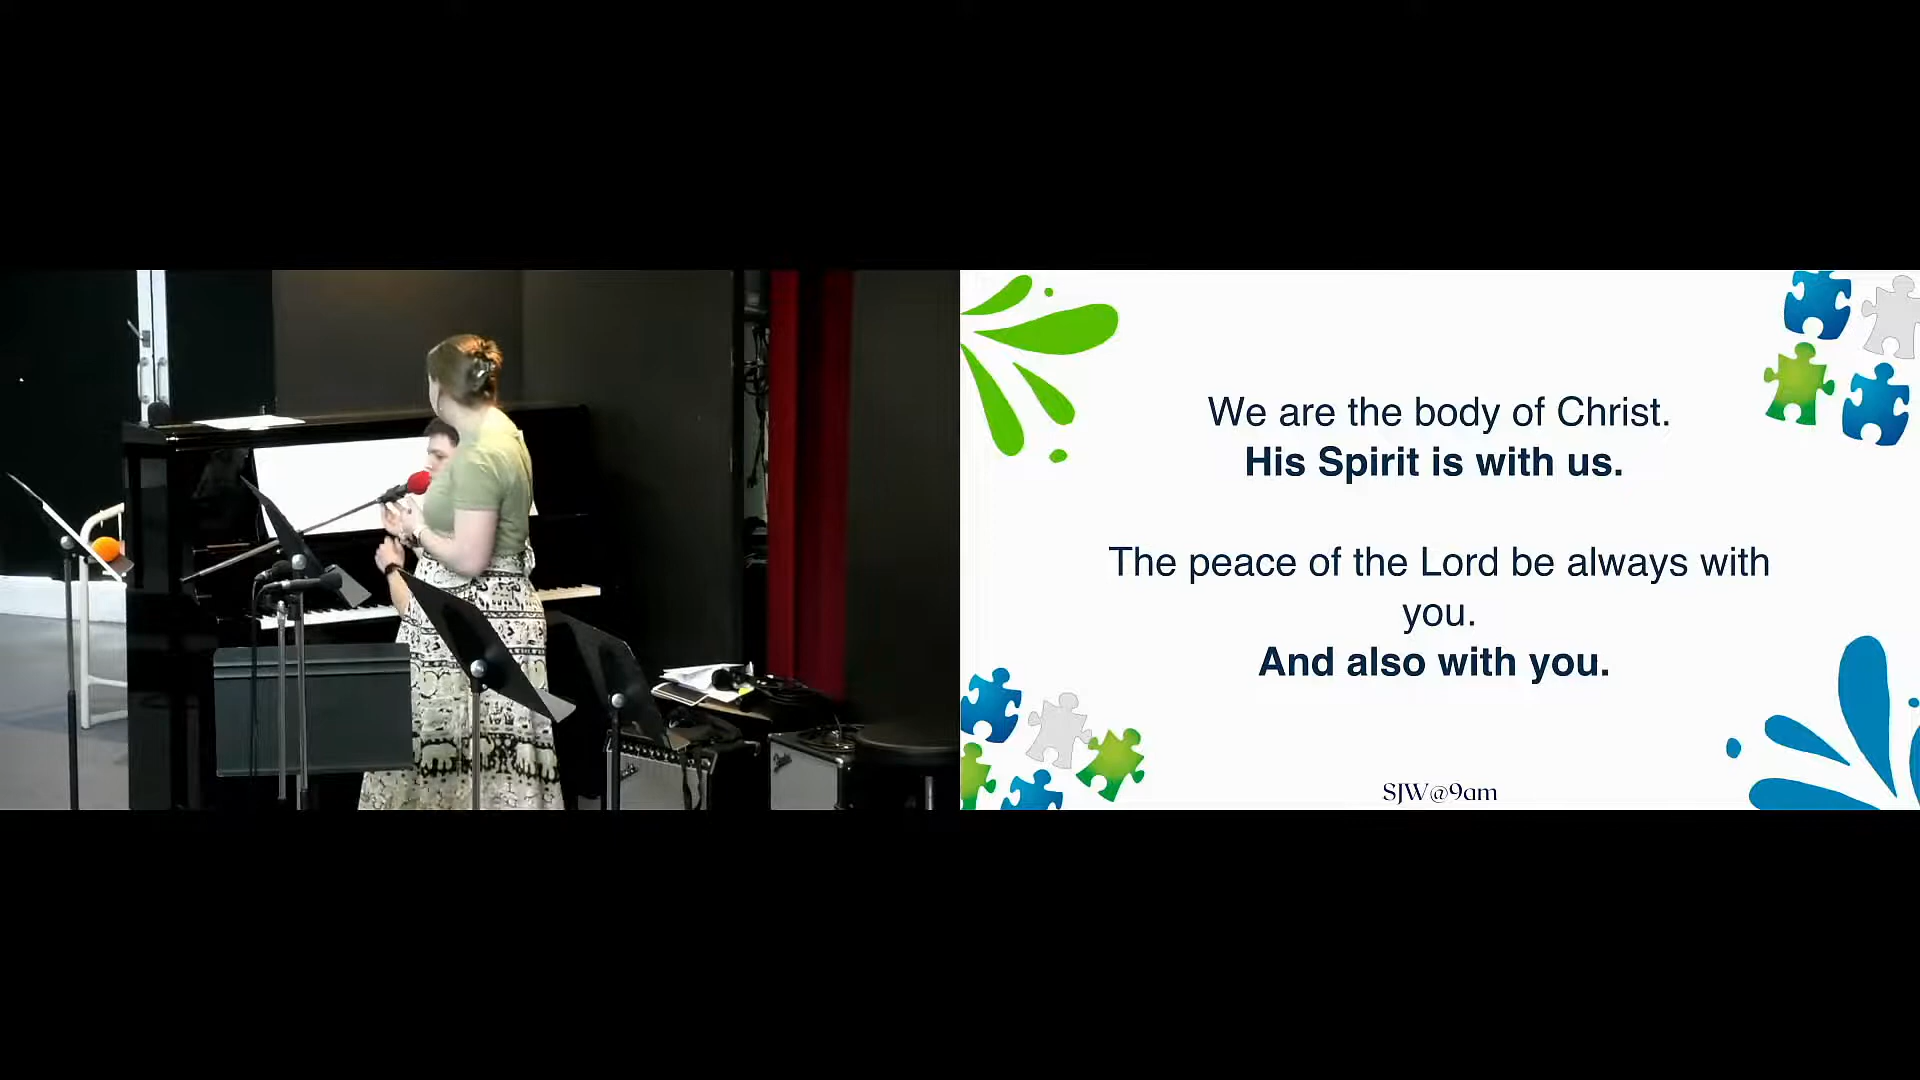 We are the body of Christ.
His Spirit is with us.
The peace of the Lord be always with
you.
And also with you.
SJW@9am